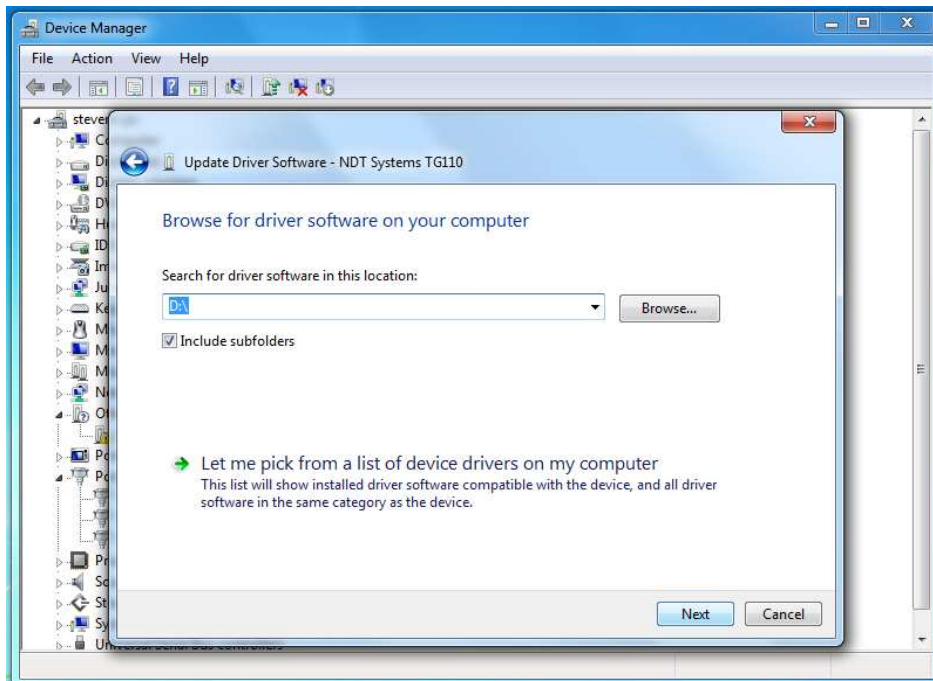 Device Manager
File Action View Help
steve
Update Driver Software - NDT Systems TG110
Browse for driver software on your computer
Search for driver software in this location:
D:\
Browse...
Include subfolders
Let me pick from a list of device drivers on my computer
This list will show installed driver software compatible with the device, and all driver
software in the same category as the device.
Next Cancel